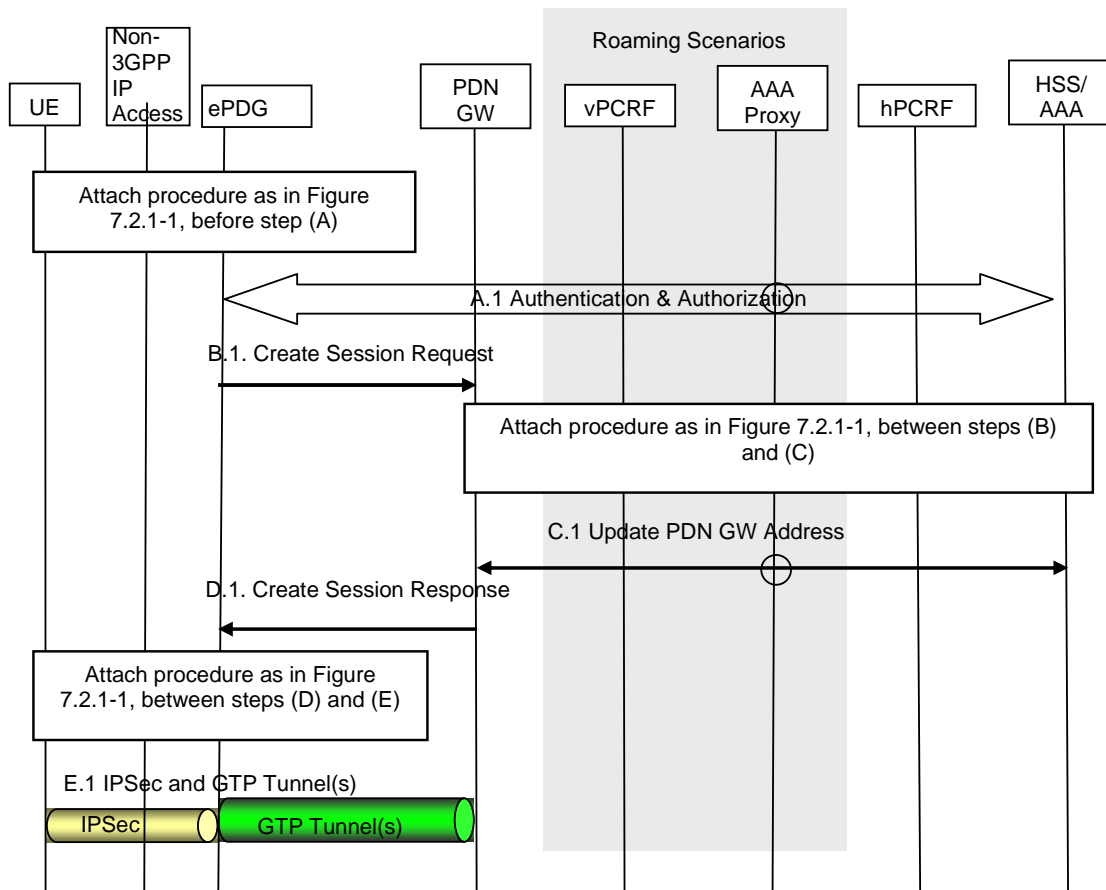 Roaming Scenarios
Non-
3GPP
IP
Access
UE
ePDG
PDN
GW
vPCRF
AAA
Proxy
hPCRF
HSS/
AAA
Attach procedure as in Figure
7.2.1-1, before step (A)
A.1 Authentication & Authorization
B.1. Create Session Request
Attach procedure as in Figure 7.2.1-1, between steps (B)
and (C)
C.1 Update PDN GW Address
D.1. Create Session Response
Attach procedure as in Figure
7.2.1-1, between steps (D) and (E)
E.1 IPSec and GTP Tunnel(s)
IPSec
GTP Tunnel(s)